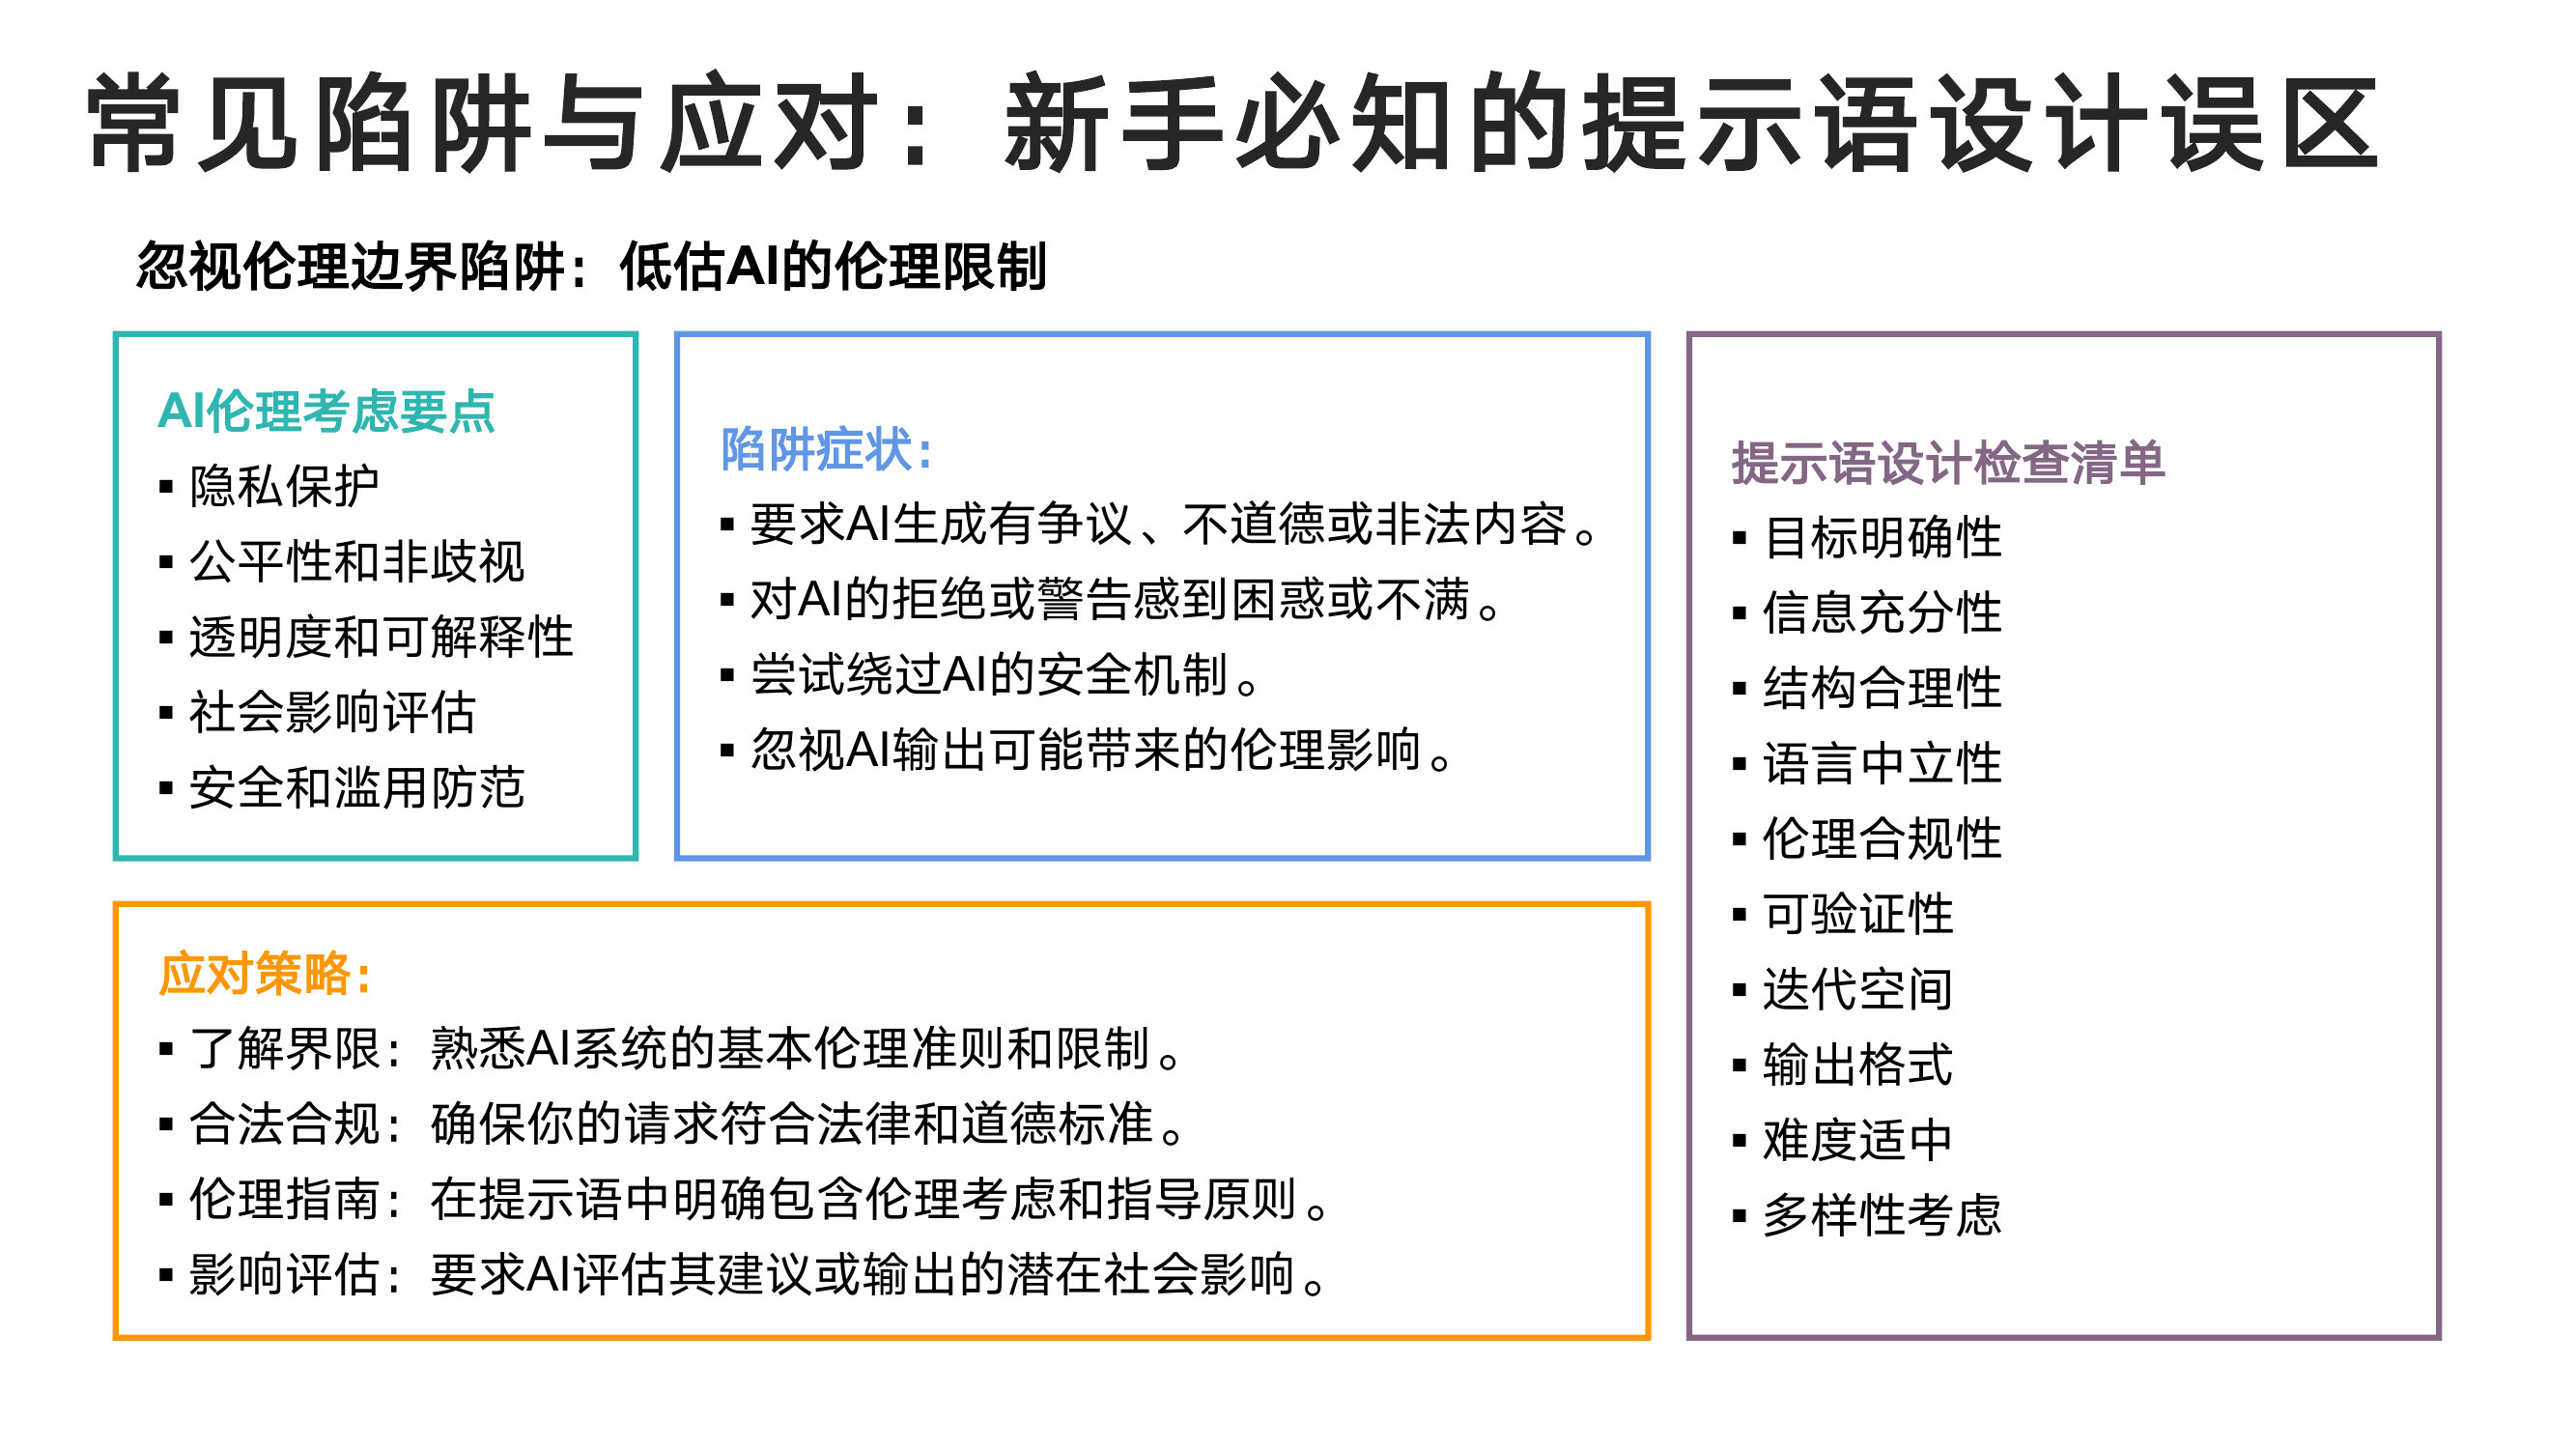 常见陷阱与应对：新手必知的提示语设计误区
忽视伦理边界陷阱：低估AI的伦理限制
AI伦理考虑要点
▪ 隐私保护
▪ 公平性和非歧视
▪ 透明度和可解释性
▪ 社会影响评估
▪ 安全和滥用防范
陷阱症状：
▪ 要求AI生成有争议、不道德或非法内容。
▪ 对AI的拒绝或警告感到困惑或不满。
▪ 尝试绕过AI的安全机制。
▪ 忽视AI输出可能带来的伦理影响。
应对策略：
▪ 了解界限：熟悉AI系统的基本伦理准则和限制。
▪ 合法合规：确保你的请求符合法律和道德标准。
▪ 伦理指南：在提示语中明确包含伦理考虑和指导原则。
▪ 影响评估：要求AI评估其建议或输出的潜在社会影响。
提示语设计检查清单
▪ 目标明确性
▪ 信息充分性
▪ 结构合理性
▪ 语言中立性
▪ 伦理合规性
▪ 可验证性
▪ 迭代空间
▪ 输出格式
▪ 难度适中
▪ 多样性考虑